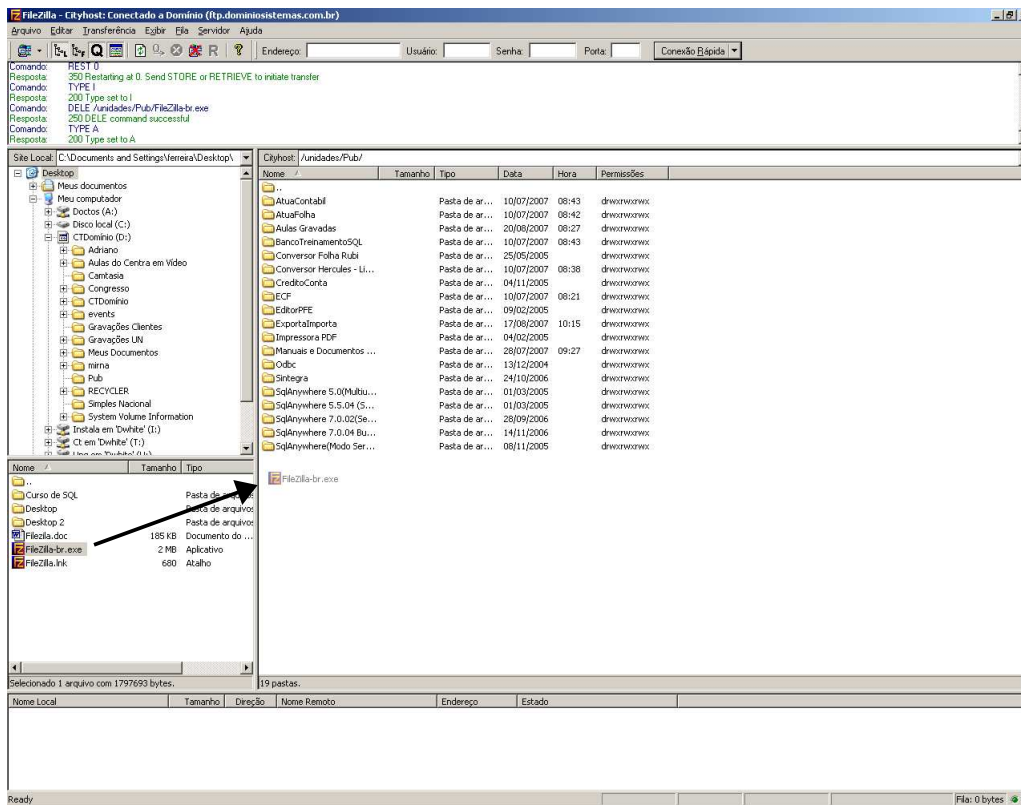 FileZilla - Cityhost: Conectado a Domínio (ftp.dominiosistemas.com.br)
Arquivo Editar Transferência Exibir Fila Servidor Ajuda
Endereço: Usuário: Senha: Porta: Conexão Rápida
Comando: REST 0
Resposta: 350 Restarting at 0. Send STORE or RETRIEVE to initiate transfer
Comando: TYPE I
Resposta: 200 Type set to I
Comando: DELE /unidades/Pub/FileZilla-br.exe
Resposta: 250 DELE command successful
Comando: TYPE A
Resposta: 200 Type set to A
Site Local: C:\Documents and Settings\ferreira\Desktop\
Desktop
Meus documentos
Meu computador
Doctos (A:)
Disco local (C:)
CTDomínio (D:)
Adriano
Aulas do Centra em Vídeo
Camtasia
Congresso
CTDomínio
events
Gravações Clientes
Gravações UN
Meus Documentos
mirna
Pub
RECYCLER
Simples Nacional
System Volume Information
Instala em 'Dwhite' (I:)
Ct em 'Dwhite' (T:)
Nome Tamanho Tipo
..
Curso de SQL Pasta de arquivos
Desktop Pasta de arquivos
Desktop 2 Pasta de arquivos
Filezila.doc 185 KB Documento do ...
FileZilla-br.exe 2 MB Aplicativo
FileZilla.lnk 680 Atalho
Selecionado 1 arquivo com 1797693 bytes.
Cityhost: /unidades/Pub/
Nome Tamanho Tipo Data Hora Permissões
..
AtuaContabil Pasta de ar... 10/07/2007 08:43 drwxrwxrwx
AtuaFolha Pasta de ar... 10/07/2007 08:42 drwxrwxrwx
Aulas Gravadas Pasta de ar... 20/08/2007 08:27 drwxrwxrwx
BancoTreinamentoSQL Pasta de ar... 10/07/2007 08:43 drwxrwxrwx
Conversor Folha Rubi Pasta de ar... 25/05/2005 drwxrwxrwx
Conversor Hercules - Li... Pasta de ar... 10/07/2007 08:38 drwxrwxrwx
CreditoConta Pasta de ar... 04/11/2005 drwxrwxrwx
ECF Pasta de ar... 10/07/2007 08:21 drwxrwxrwx
EditorPFE Pasta de ar... 09/02/2005 drwxrwxrwx
ExportaImporta Pasta de ar... 17/08/2007 10:15 drwxrwxrwx
Impressora PDF Pasta de ar... 04/02/2005 drwxrwxrwx
Manuais e Documentos ... Pasta de ar... 28/07/2007 09:27 drwxrwxrwx
Odbc Pasta de ar... 13/12/2004 drwxrwxrwx
Sintegra Pasta de ar... 24/10/2006 drwxrwxrwx
SqlAnywhere 5.0(Multiu... Pasta de ar... 01/03/2005 drwxrwxrwx
SqlAnywhere 5.5.04 (S... Pasta de ar... 01/03/2005 drwxrwxrwx
SqlAnywhere 7.0.02(Se... Pasta de ar... 28/09/2006 drwxrwxrwx
SqlAnywhere 7.0.04 Bu... Pasta de ar... 14/11/2006 drwxrwxrwx
SqlAnywhere(Modo Ser... Pasta de ar... 08/11/2005 drwxrwxrwx
FileZilla-br.exe
19 pastas.
Nome Local Tamanho Direção Nome Remoto Endereço Estado
Ready Fila: 0 bytes